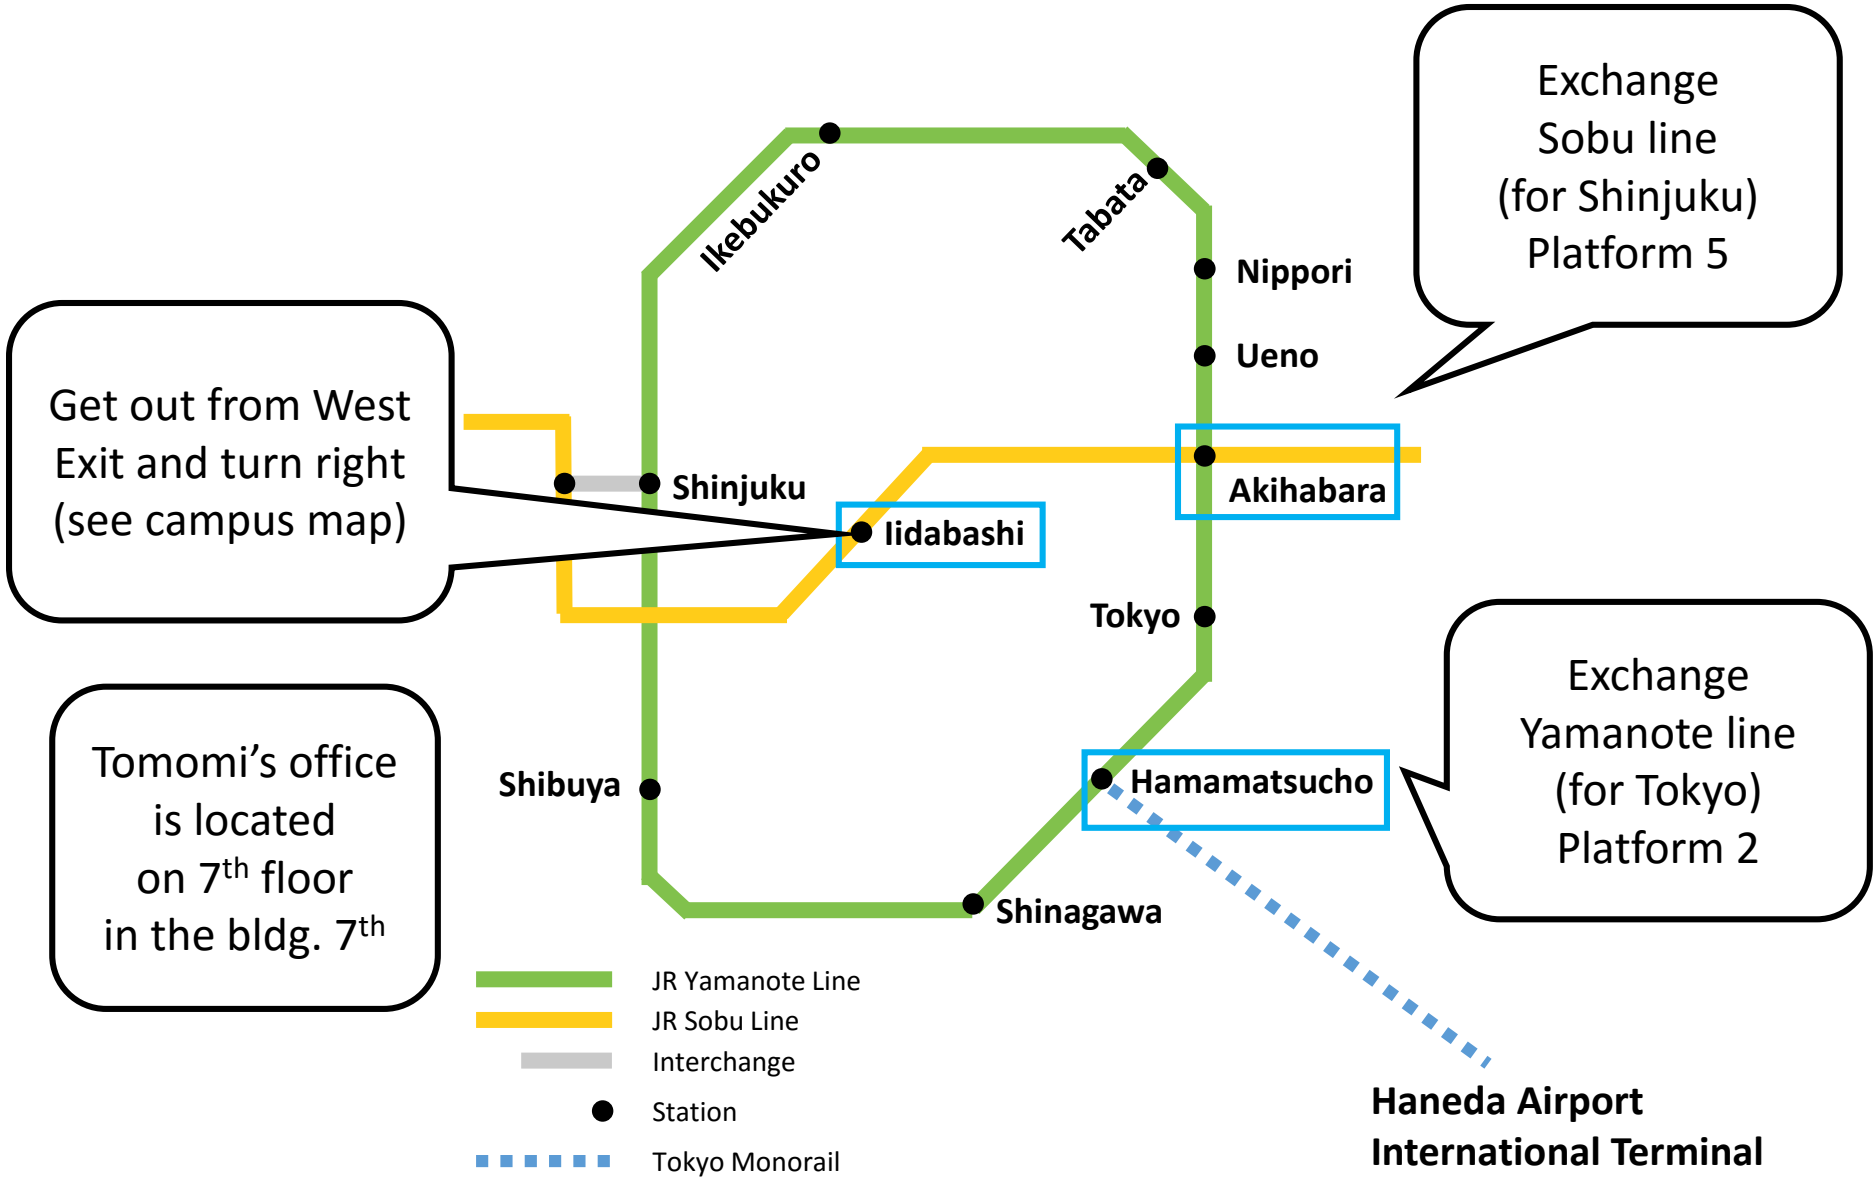 Exchange
Sobu line
(for Shinjuku)
Platform 5
Ikebukuro
Tabata
Nippori
Ueno
Get out from West
Exit and turn right
(see campus map)
Shinjuku
Akihabara
Iidabashi
Tokyo
Exchange
Yamanote line
(for Tokyo)
Platform 2
Tomomi’s office
is located
on 7th floor
in the bldg. 7th
Shibuya
Hamamatsucho
Shinagawa
JR Yamanote Line
JR Sobu Line
Interchange
Station
Tokyo Monorail
Haneda Airport
International Terminal